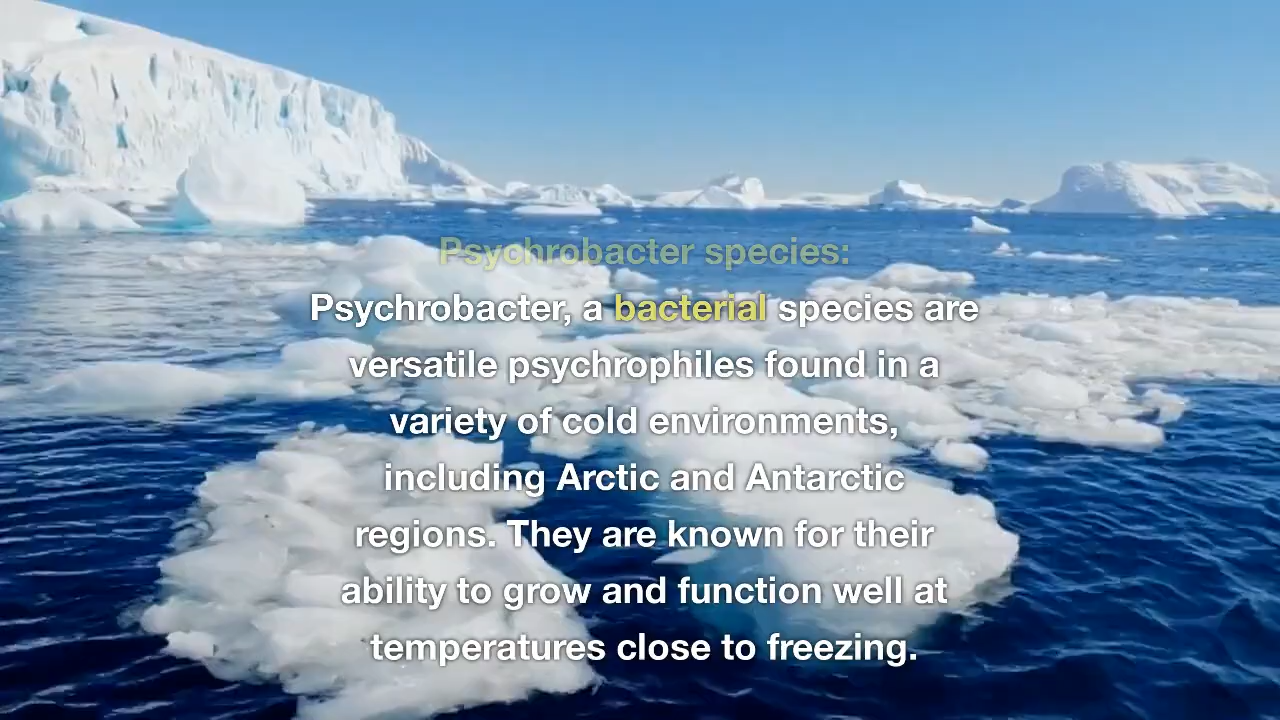 Psychrobacter species:
Psychrobacter, a bacterial species are
versatile psychrophiles found in a
variety of cold environments,
including Arctic and Antarctic
regions. They are known for their
ability to grow and function well at
temperatures close to freezing.